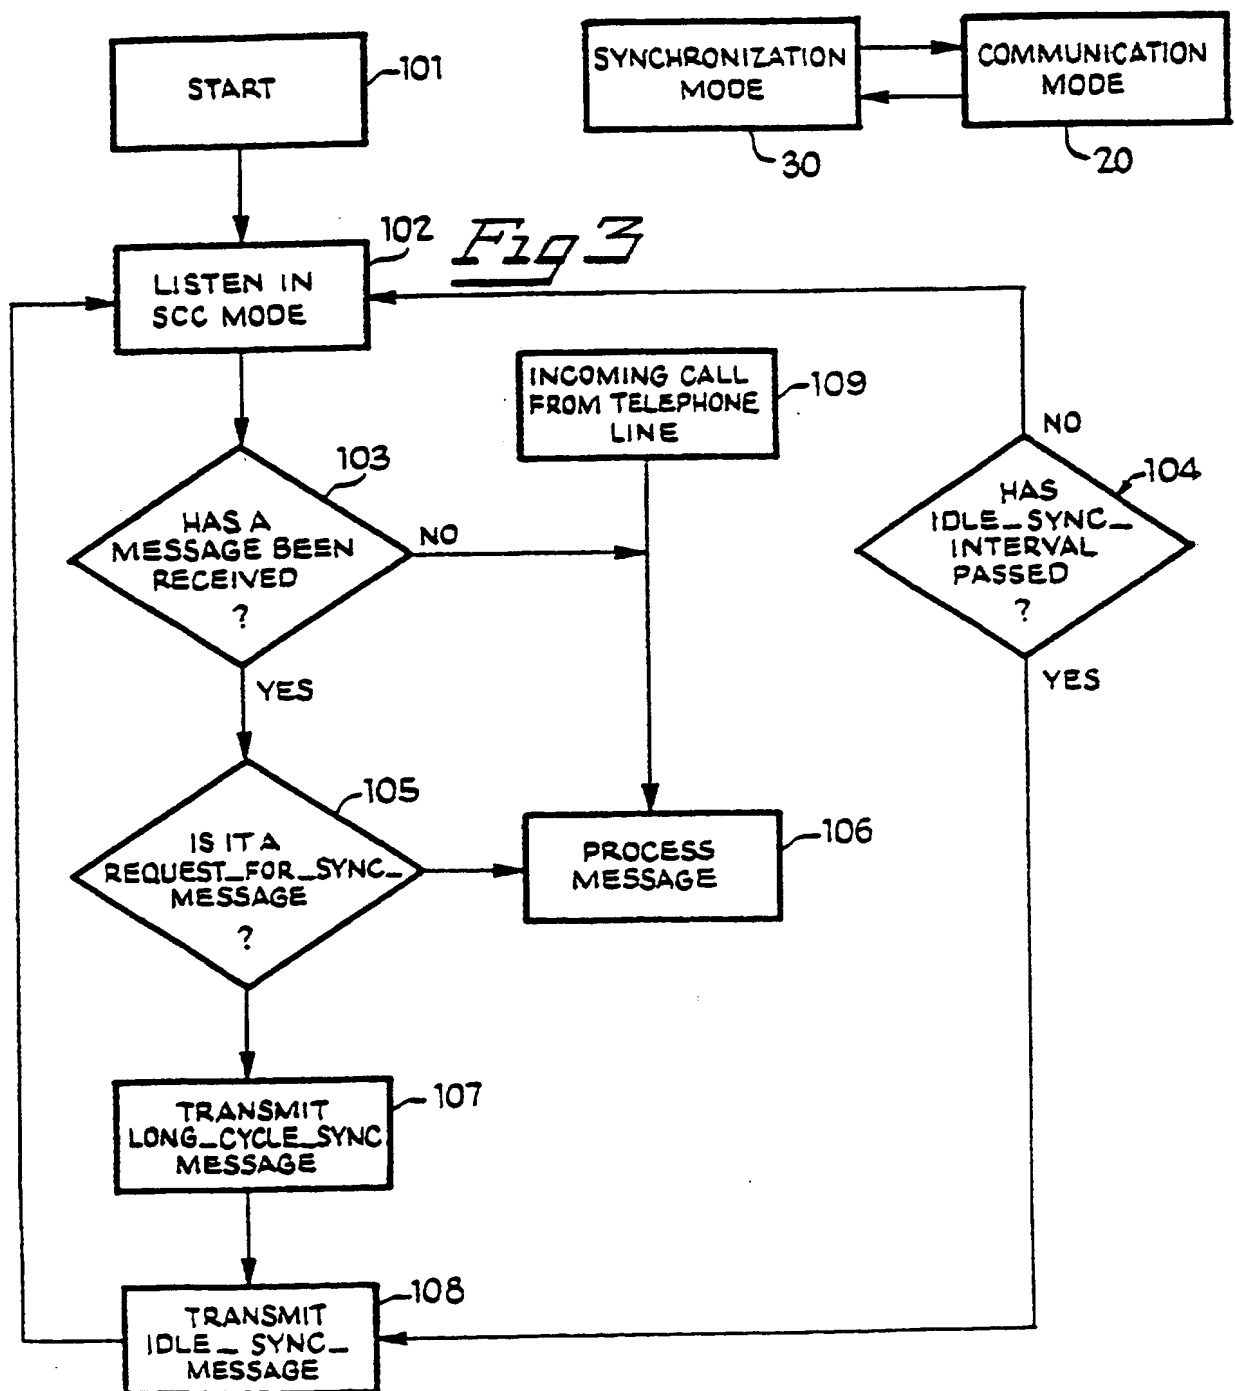 START
101
SYNCHRONIZATION
MODE
30
COMMUNICATION
MODE
20
102
Fig 3
LISTEN IN
SCC MODE
INCOMING CALL
FROM TELEPHONE
LINE
109
103
HAS A
MESSAGE BEEN
RECEIVED
?
NO
YES
NO
104
HAS
IDLE_SYNC_
INTERVAL
PASSED
?
YES
105
IS IT A
REQUEST_FOR_SYNC_
MESSAGE
?
PROCESS
MESSAGE
106
TRANSMIT
LONG_CYCLE_SYNC
MESSAGE
107
TRANSMIT
IDLE_SYNC_
MESSAGE
108